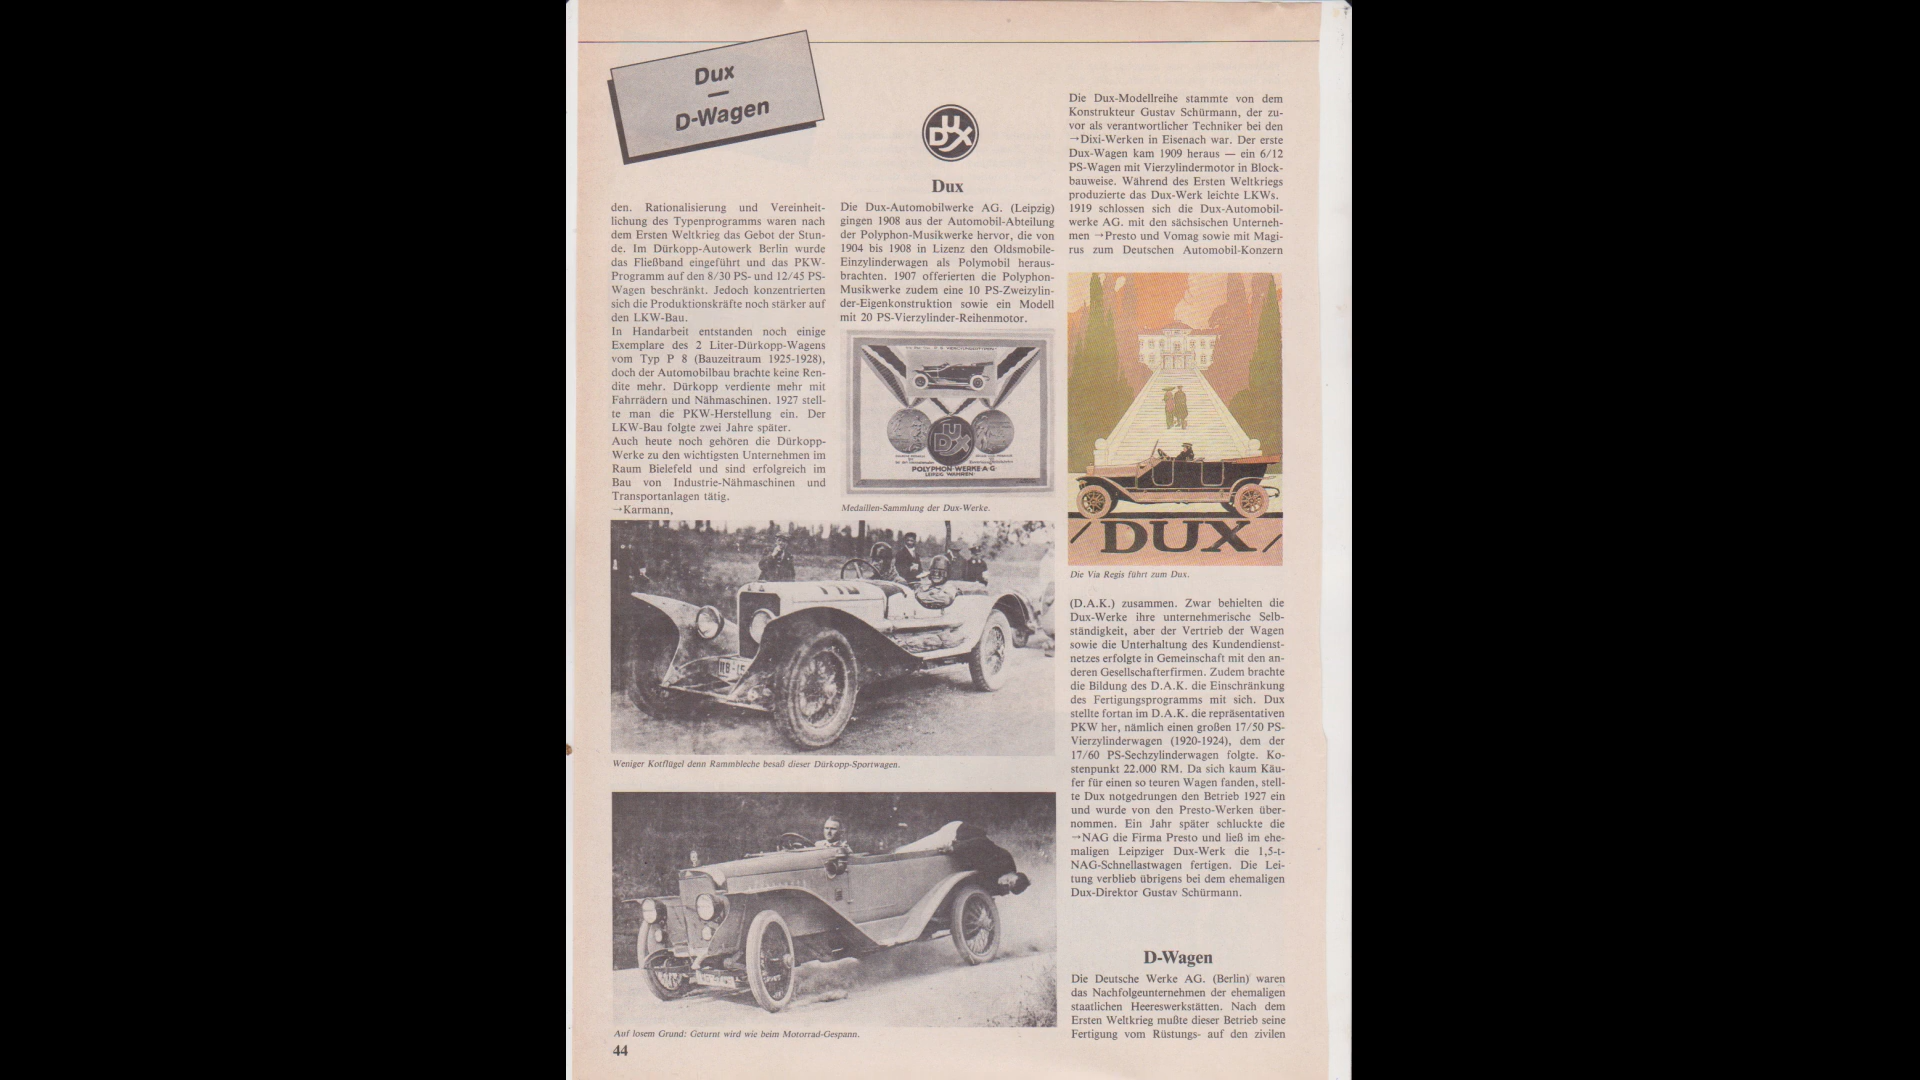 Dux
—
D-Wagen
den. Rationalisierung und Vereinheit-
lichung des Typenprogramms waren nach
dem Ersten Weltkrieg das Gebot der Stun-
de. Im Dürkopp-Autowerk Berlin wurde
das Fließband eingeführt und das PKW-
Programm auf den 8/30 PS- und 12/45 PS-
Wagen beschränkt. Jedoch konzentrierten
sich die Produktionskräfte noch stärker auf
den LKW-Bau.
In Handarbeit entstanden noch einige
Exemplare des 2 Liter-Dürkopp-Wagens
vom Typ P 8 (Bauzeitraum 1925-1928),
doch der Automobilbau brachte keine Ren-
dite mehr. Dürkopp verdiente mehr mit
Fahrrädern und Nähmaschinen. 1927 stell-
te man die PKW-Herstellung ein. Der
LKW-Bau folgte zwei Jahre später.
Auch heute noch gehören die Dürkopp-
Werke zu den wichtigsten Unternehmen im
Raum Bielefeld und sind erfolgreich im
Bau von Industrie-Nähmaschinen und
Transportanlagen tätig.
→Karmann,
DUX
Dux
Die Dux-Automobilwerke AG. (Leipzig)
gingen 1908 aus der Automobil-Abteilung
der Polyphon-Musikwerke hervor, die von
1904 bis 1908 in Lizenz den Oldsmobile-
Einzylinderwagen als Polymobil heraus-
brachten. 1907 offerierten die Polyphon-
Musikwerke zudem eine 10 PS-Zweizylin-
der-Eigenkonstruktion sowie ein Modell
mit 20 PS-Vierzylinder-Reihenmotor.
DUX
POLYPHON WERKE A·G·
LEIPZIG WAHREN
Medaillen-Sammlung der Dux-Werke.
Weniger Kotflügel denn Rammbleche besaß dieser Dürkopp-Sportwagen.
Auf losem Grund: Geturnt wird wie beim Motorrad-Gespann.
44
Die Dux-Modellreihe stammte von dem
Konstrukteur Gustav Schürmann, der zu-
vor als verantwortlicher Techniker bei den
→Dixi-Werken in Eisenach war. Der erste
Dux-Wagen kam 1909 heraus — ein 6/12
PS-Wagen mit Vierzylindermotor in Block-
bauweise. Während des Ersten Weltkriegs
produzierte das Dux-Werk leichte LKWs.
1919 schlossen sich die Dux-Automobil-
werke AG. mit den sächsischen Unterneh-
men →Presto und Vomag sowie mit Magi-
rus zum Deutschen Automobil-Konzern
DUX
Die Via Regis führt zum Dux.
(D.A.K.) zusammen. Zwar behielten die
Dux-Werke ihre unternehmerische Selb-
ständigkeit, aber der Vertrieb der Wagen
sowie die Unterhaltung des Kundendienst-
netzes erfolgte in Gemeinschaft mit den an-
deren Gesellschafterfirmen. Zudem brachte
die Bildung des D.A.K. die Einschränkung
des Fertigungsprogramms mit sich. Dux
stellte fortan im D.A.K. die repräsentativen
PKW her, nämlich einen großen 17/50 PS-
Vierzylinderwagen (1920-1924), dem der
17/60 PS-Sechzylinderwagen folgte. Ko-
stenpunkt 22.000 RM. Da sich kaum Käu-
fer für einen so teuren Wagen fanden, stell-
te Dux notgedrungen den Betrieb 1927 ein
und wurde von den Presto-Werken über-
nommen. Ein Jahr später schluckte die
→NAG die Firma Presto und ließ im ehe-
maligen Leipziger Dux-Werk die 1,5-t-
NAG-Schnellastwagen fertigen. Die Lei-
tung verblieb übrigens bei dem ehemaligen
Dux-Direktor Gustav Schürmann.
D-Wagen
Die Deutsche Werke AG. (Berlin) waren
das Nachfolgeunternehmen der ehemaligen
staatlichen Heereswerkstätten. Nach dem
Ersten Weltkrieg mußte dieser Betrieb seine
Fertigung vom Rüstungs- auf den zivilen